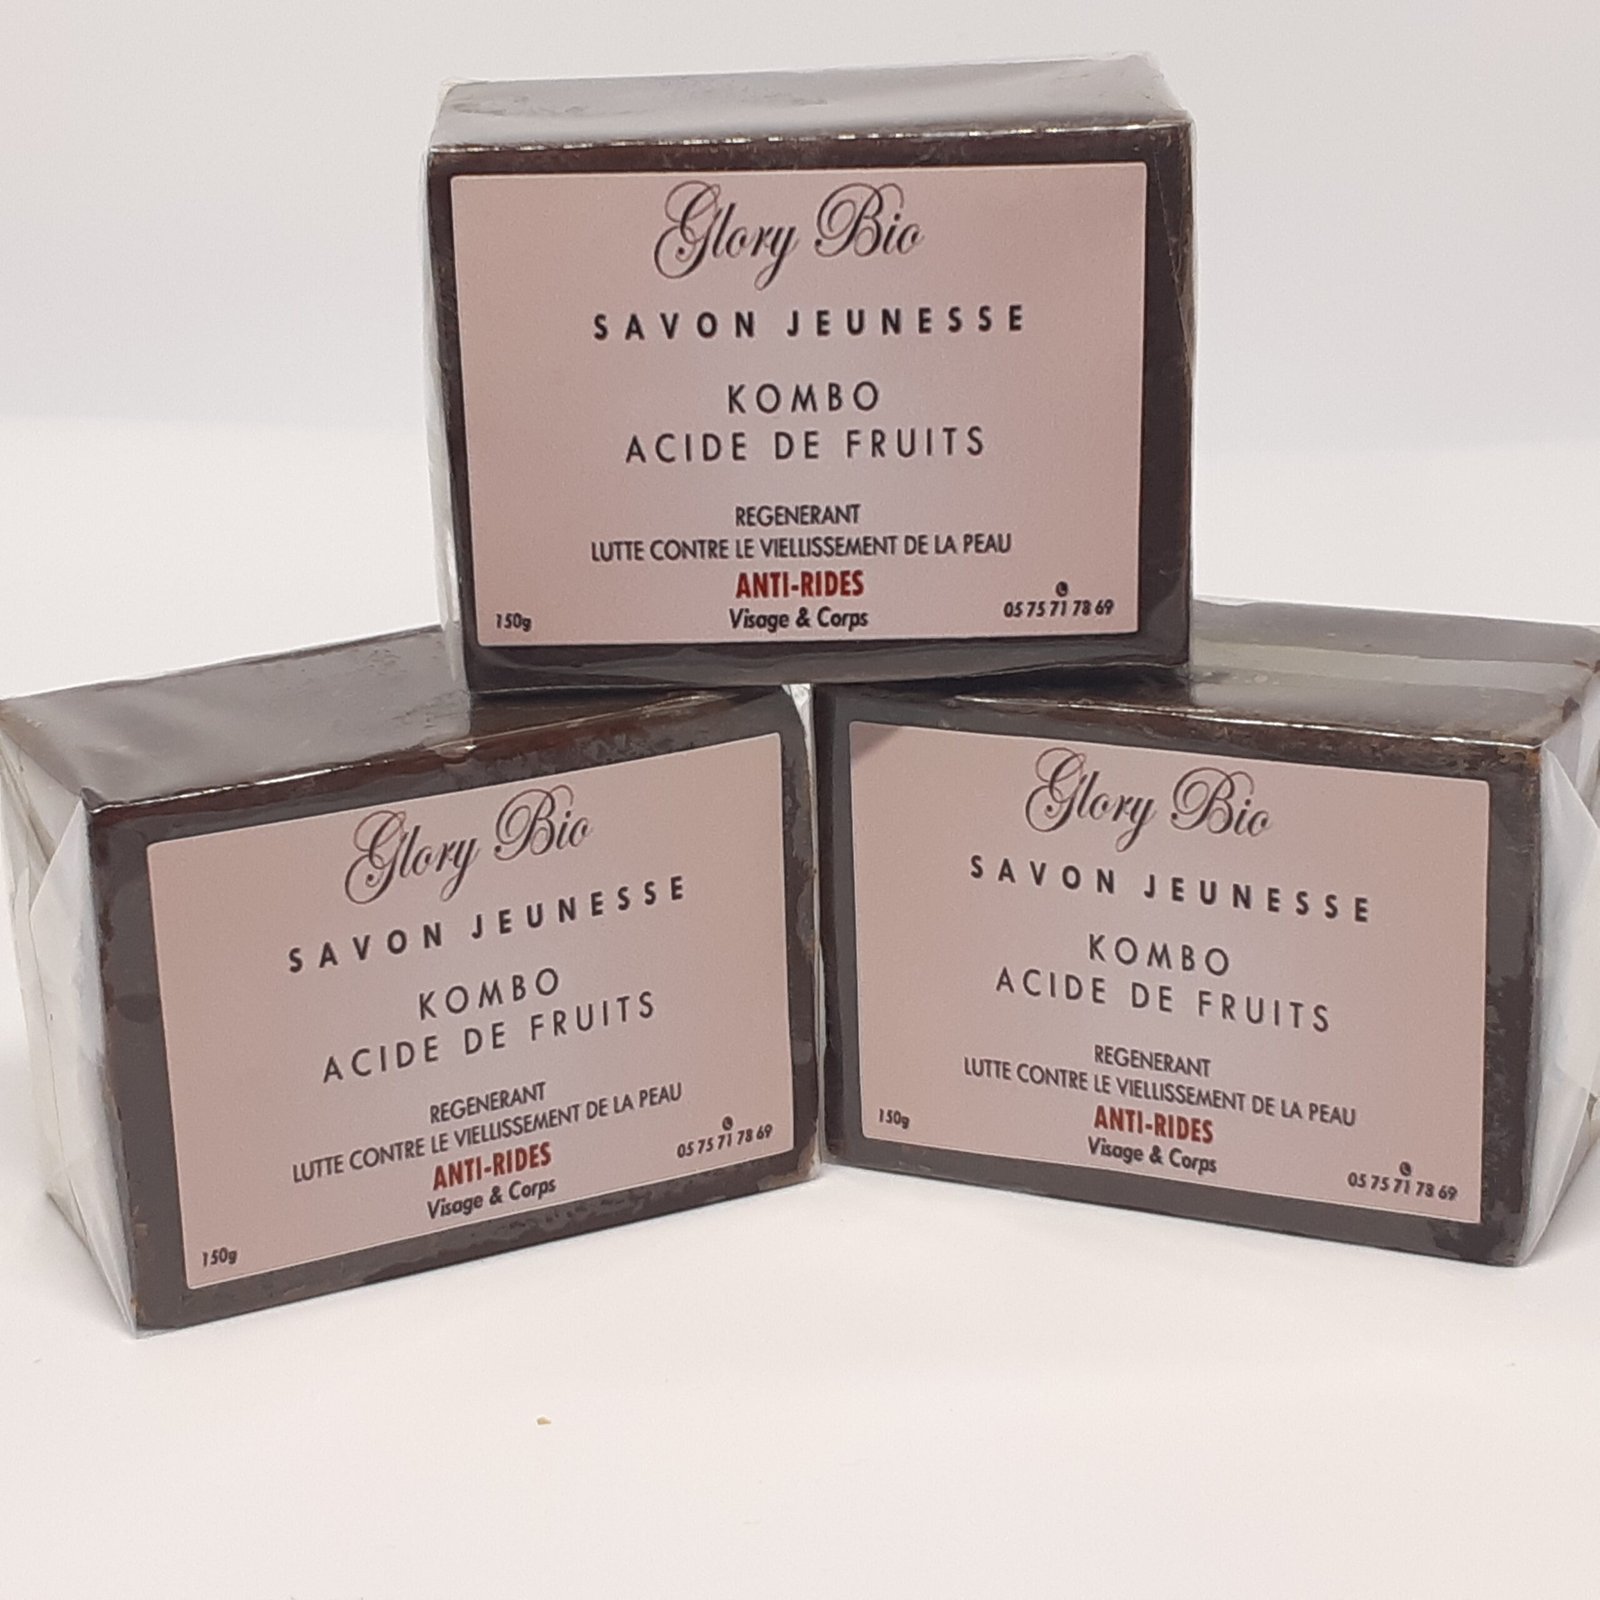 Glory Bio
SAVON JEUNESSE
KOMBO
ACIDE DE FRUITS
REGENERANT
LUTTE CONTRE LE VIELLISSEMENT DE LA PEAU
ANTI-RIDES
Visage & Corps
150g
05 75 71 78 69
Glory Bio
SAVON JEUNESSE
KOMBO
ACIDE DE FRUITS
REGENERANT
LUTTE CONTRE LE VIELLISSEMENT DE LA PEAU
ANTI-RIDES
Visage & Corps
150g
05 75 71 78 69
Glory Bio
SAVON JEUNESSE
KOMBO
ACIDE DE FRUITS
REGENERANT
LUTTE CONTRE LE VIELLISSEMENT DE LA PEAU
ANTI-RIDES
Visage & Corps
150g
05 75 71 78 69